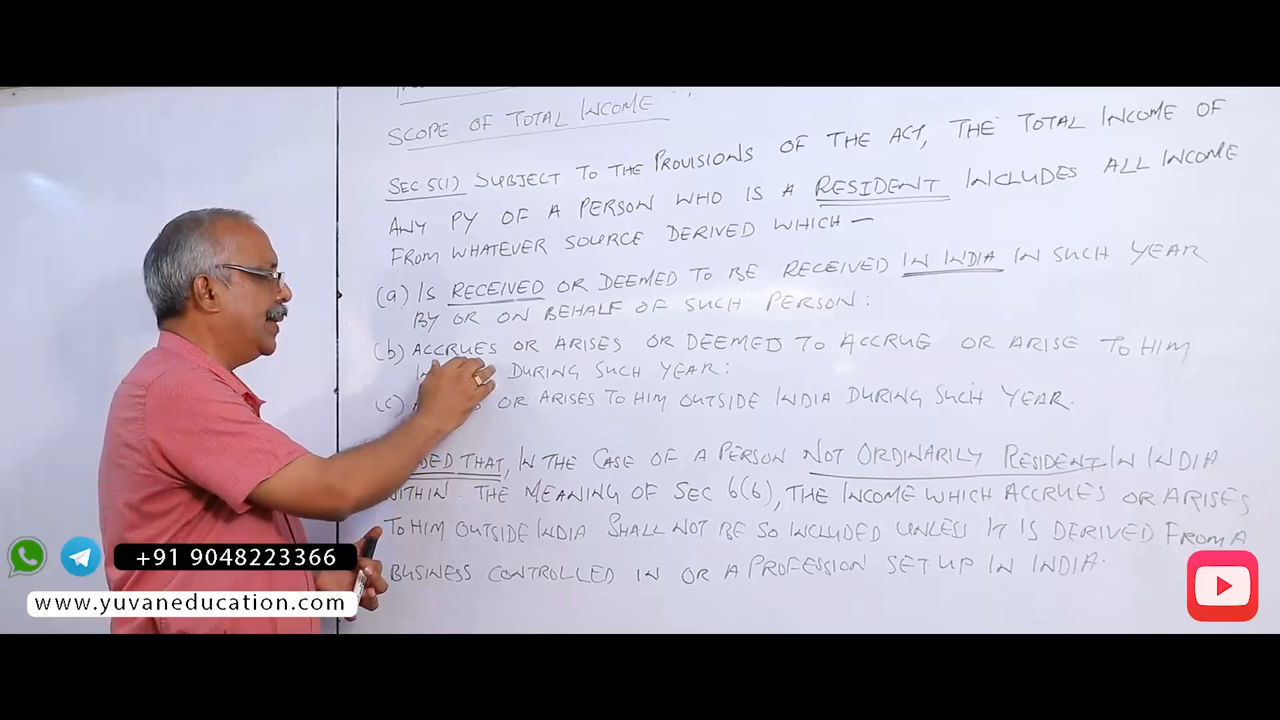 SCOPE OF TOTAL INCOME
SEC 5(1) SUBJECT TO THE PROVISIONS OF THE ACT, THE TOTAL INCOME OF
ANY PY OF A PERSON WHO IS A RESIDENT INCLUDES ALL INCOME
FROM WHATEVER SOURCE DERIVED WHICH —
(a) IS RECEIVED OR DEEMED TO BE RECEIVED IN INDIA IN SUCH YEAR
BY OR ON BEHALF OF SUCH PERSON:
(b) ACCRUES OR ARISES OR DEEMED TO ACCRUE OR ARISE TO HIM
DURING SUCH YEAR:
(c) OR ARISES TO HIM OUTSIDE INDIA DURING SUCH YEAR.
THAT, IN THE CASE OF A PERSON NOT ORDINARILY RESIDENT IN INDIA
WITHIN THE MEANING OF SEC 6(6), THE INCOME WHICH ACCRUES OR ARISES
TO HIM OUTSIDE INDIA SHALL NOT BE SO INCLUDED UNLESS IT IS DERIVED FROM A
BUSINESS CONTROLLED IN OR A PROFESSION SET UP IN INDIA.
+91 9048223366
www.yuvaneducation.com